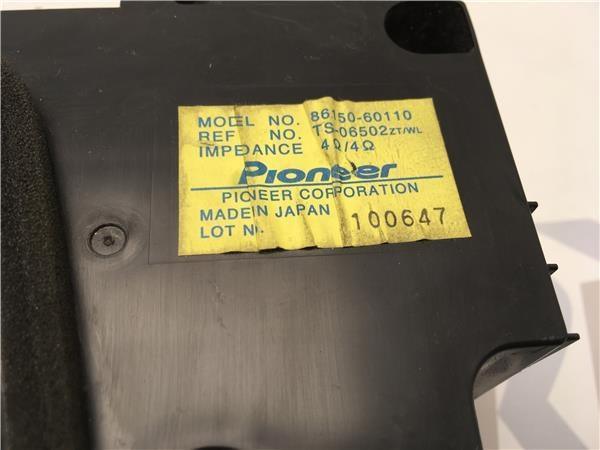 MODEL NO. 86150-60110
REF NO. TS-06502ZT/WL
IMPEDANCE 4Ω/4Ω
Pioneer
PIONEER CORPORATION
MADE IN JAPAN
LOT No. 100647